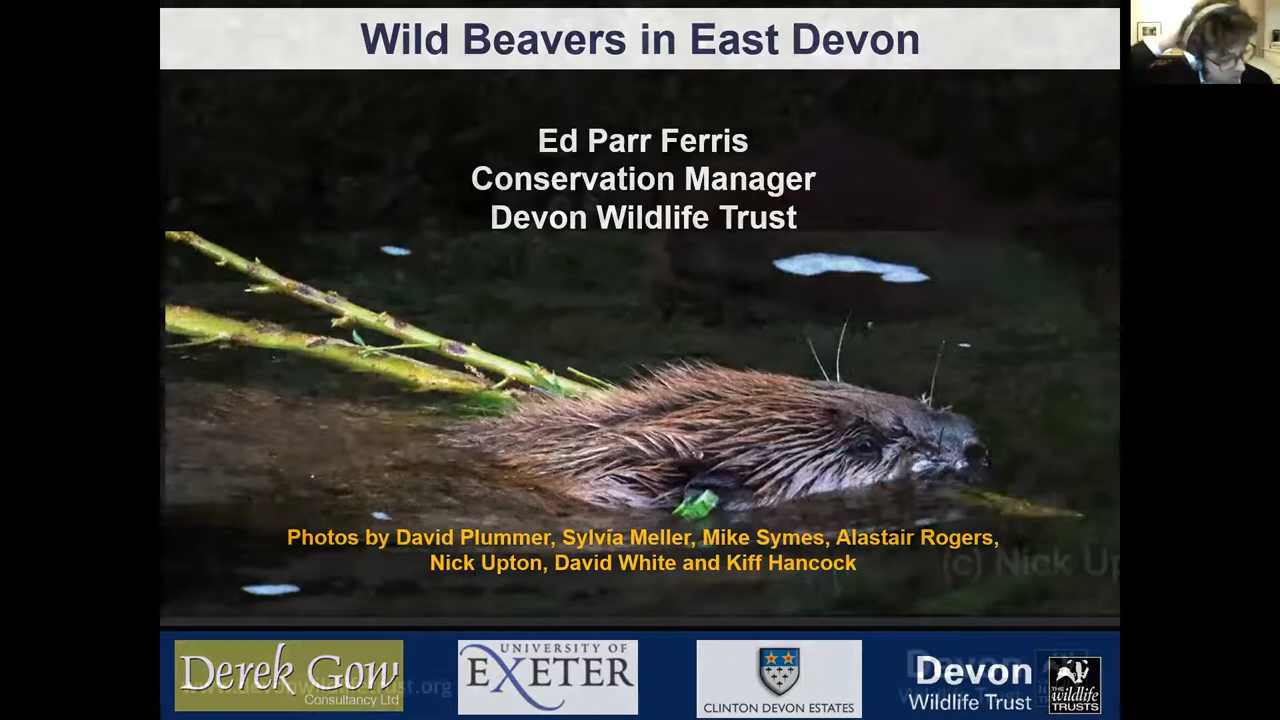 Wild Beavers in East Devon
Ed Parr Ferris
Conservation Manager
Devon Wildlife Trust
Photos by David Plummer, Sylvia Meller, Mike Symes, Alastair Rogers,
Nick Upton, David White and Kiff Hancock
(c) Nick Up
Derek Gow
Consultancy Ltd
UNIVERSITY OF
EXETER
CLINTON DEVON ESTATES
Devon
Wildlife Trust
THE
wildlife
TRUSTS